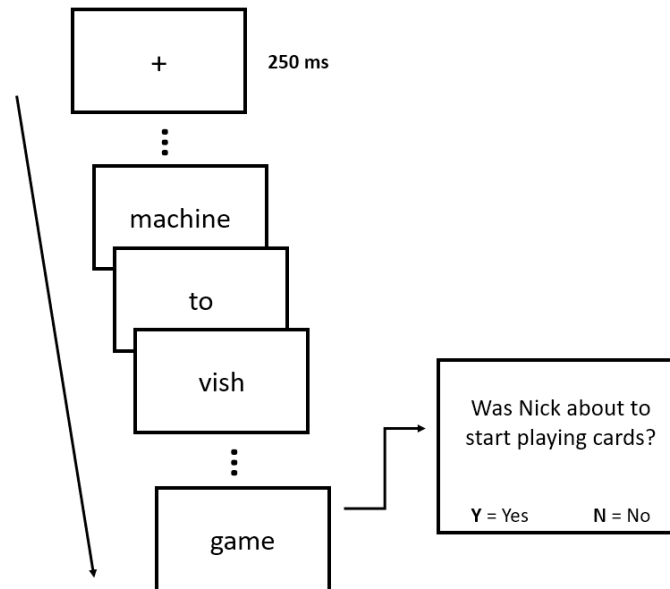 +
250 ms
machine
to
vish
game
Was Nick about to
start playing cards?
Y = Yes N = No